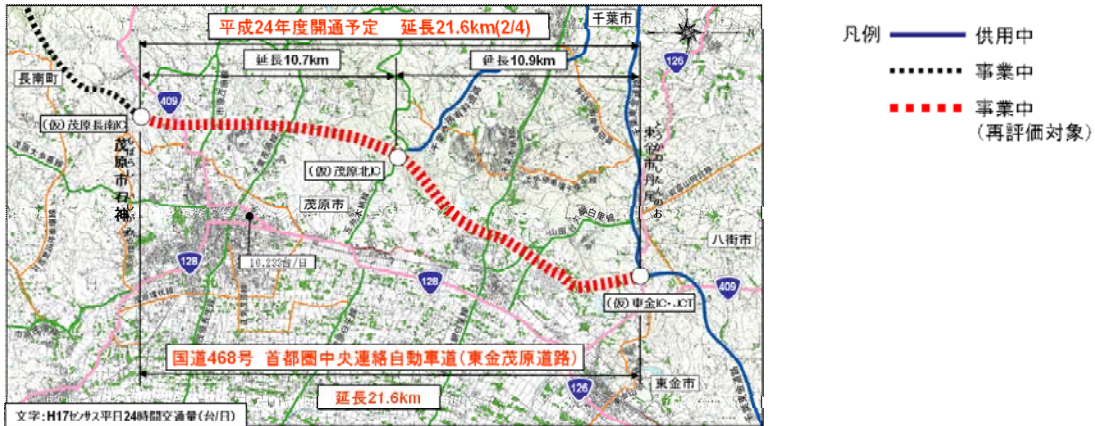 平成24年度開通予定 延長21.6km(2/4)
千葉市
凡例
供用中
事業中
事業中
(再評価対象)
延長10.7km
延長10.9km
126
長南町
409
(仮)茂原長南IC
茂原市石神
(仮)茂原北IC
東金市丹尾
茂原市
八街市
128
10,233台/日
128
409
(仮)東金IC・JCT
国道468号 首都圏中央連絡自動車道(東金茂原道路)
延長21.6km
126
東金市
文字:H17センサス平日24時間交通量(台/日)